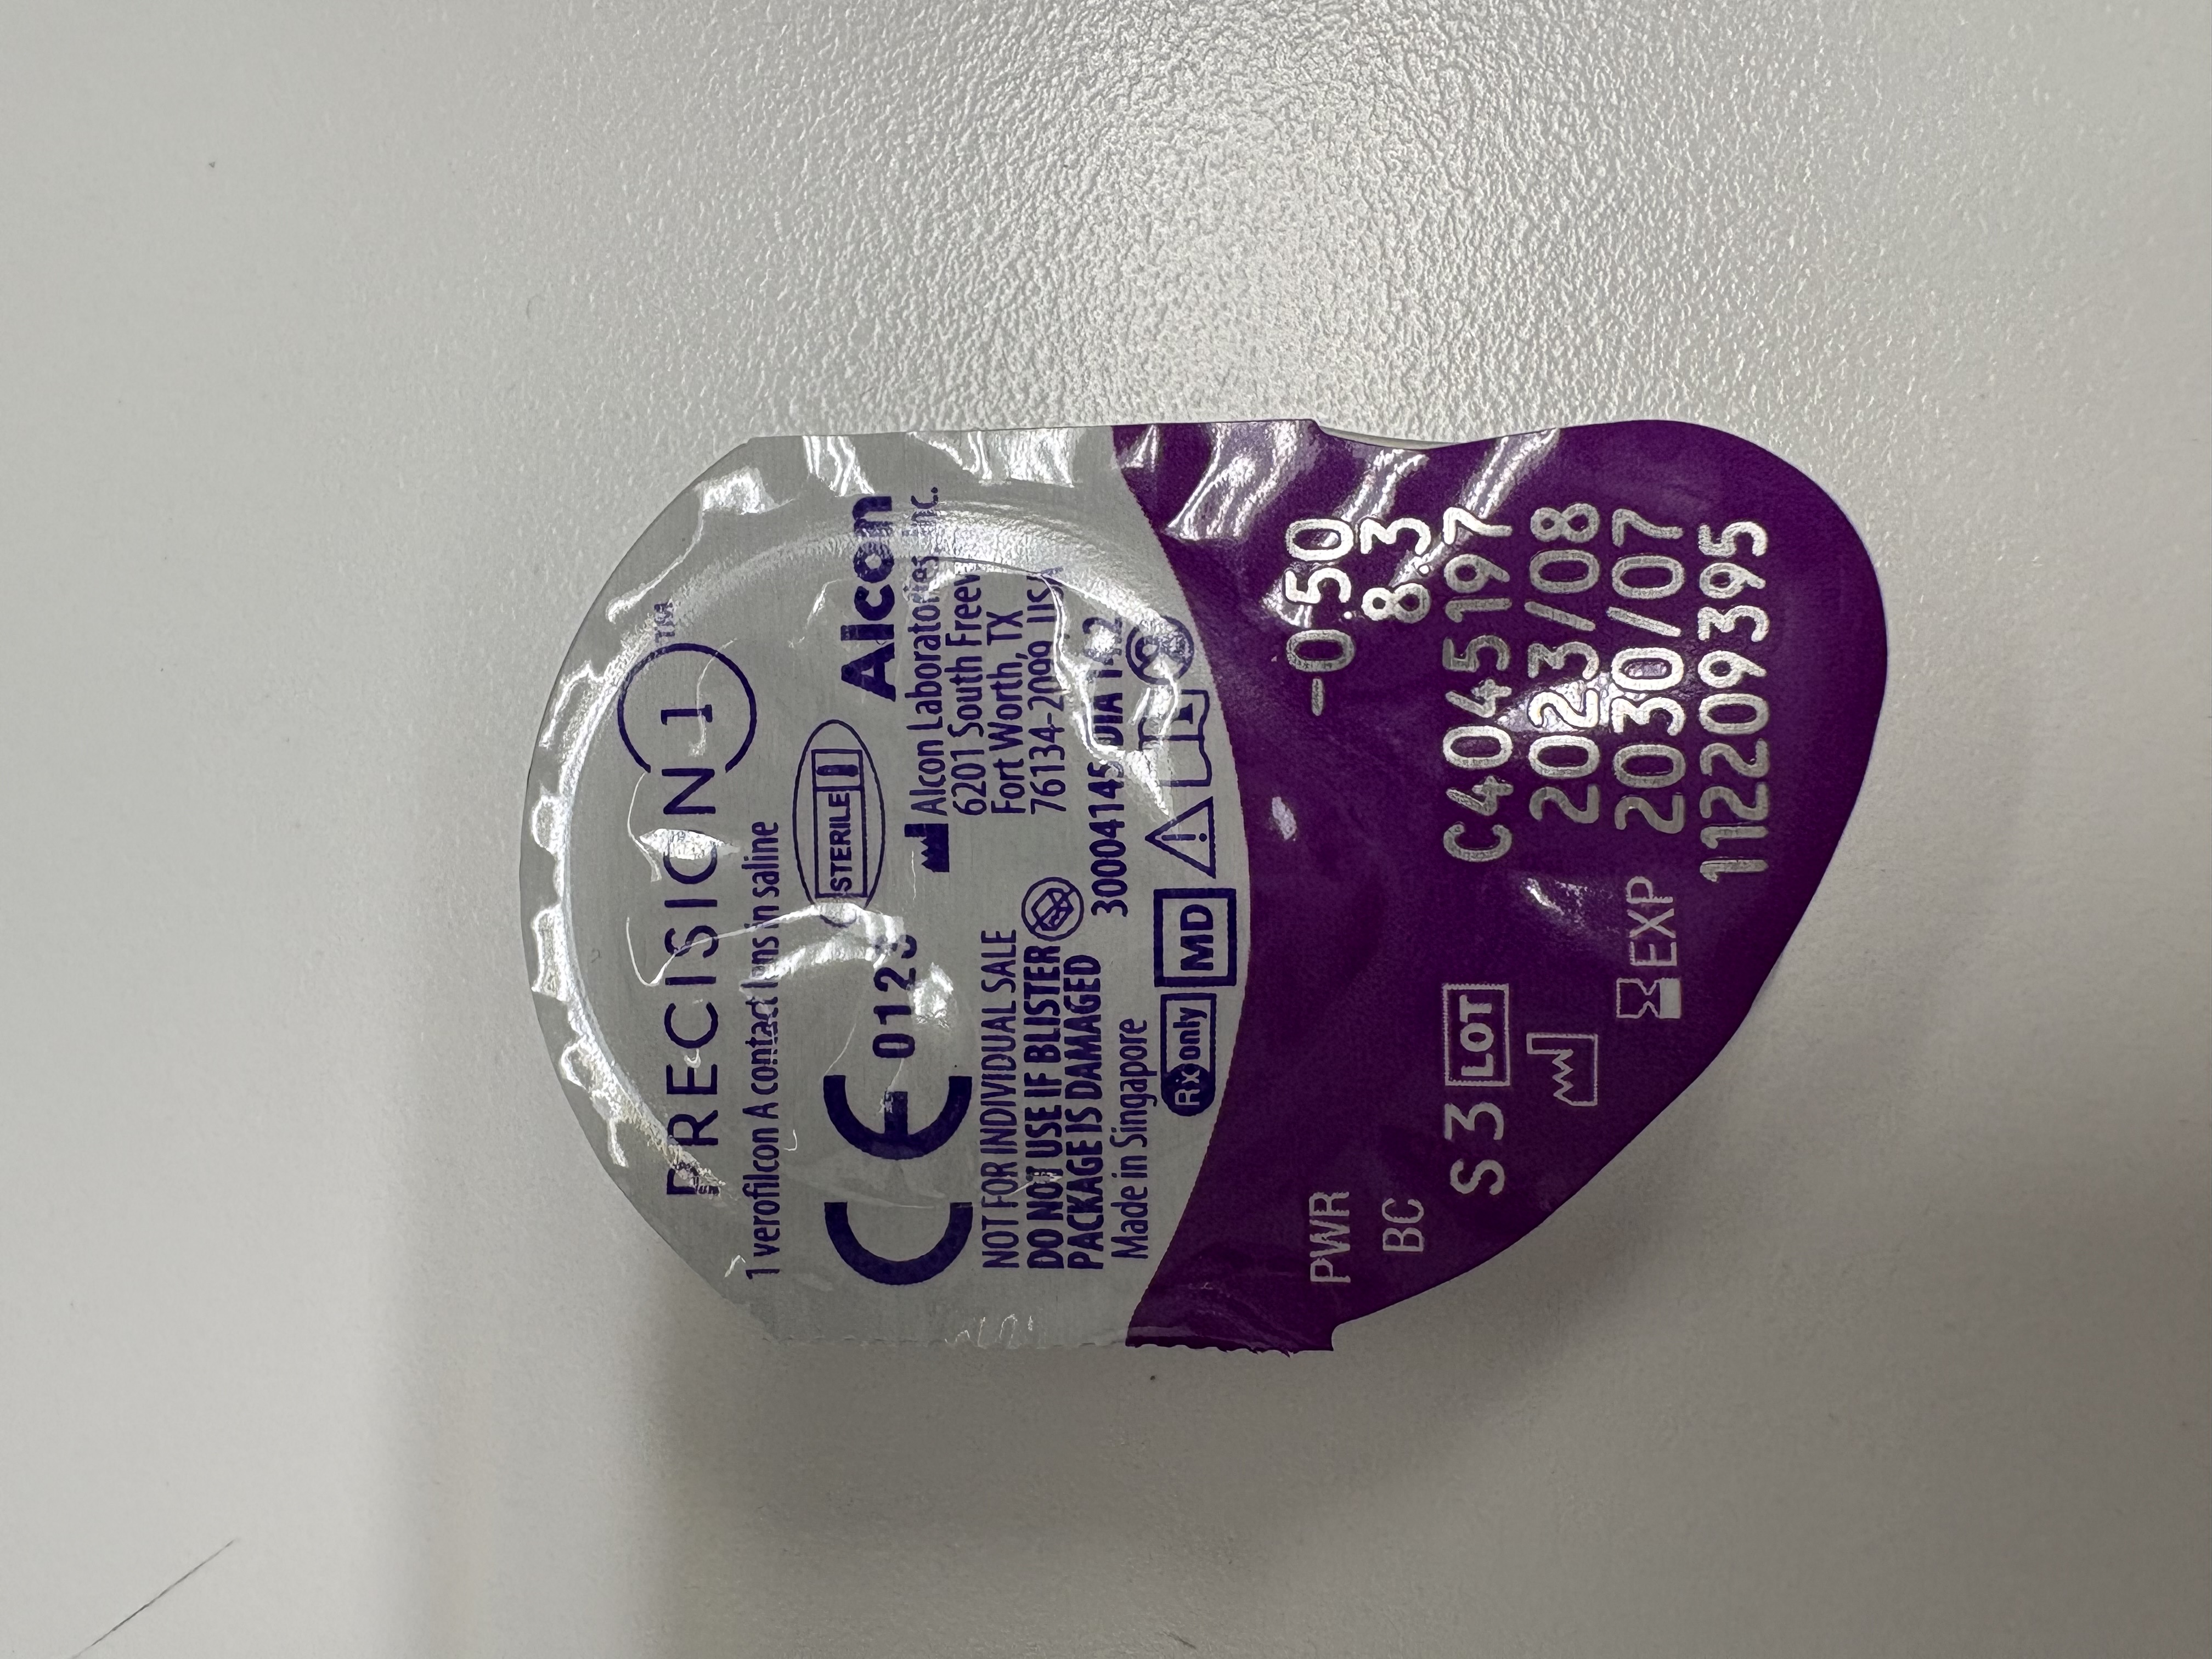 PRECISION 1™
1 verofilcon A contact lens in saline
STERILE
CE 0123
Alcon
Alcon Laboratories, Inc.
6201 South Freew
Fort Worth, TX
76134-2099, USA
NOT FOR INDIVIDUAL SALE
DO NOT USE IF BLISTER
PACKAGE IS DAMAGED
Made in Singapore
30004145 DIA 14.2
Rx only MD
PWR -0.50
BC 8.3
S3 LOT C4045197
2023/08
EXP 2030/07
112209395